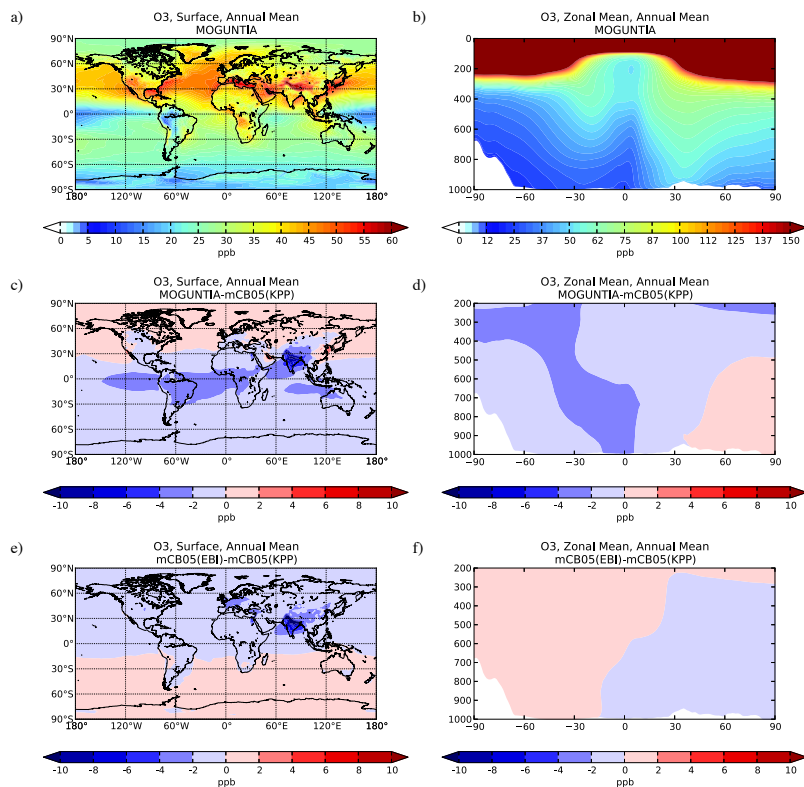 a)
O3, Surface, Annual Mean
MOGUNTIA
90°N
60°N
30°N
0°
30°S
60°S
90°S
180° 120°W 60°W 0° 60°E 120°E 180°
0 5 10 15 20 25 30 35 40 45 50 55 60
ppb
b)
O3, Zonal Mean, Annual Mean
MOGUNTIA
0
200
400
600
800
1000
−90 −60 −30 0 30 60 90
0 12 25 37 50 62 75 87 100 112 125 137 150
ppb
c)
O3, Surface, Annual Mean
MOGUNTIA-mCB05(KPP)
90°N
60°N
30°N
0°
30°S
60°S
90°S
180° 120°W 60°W 0° 60°E 120°E 180°
-10 -8 -6 -4 -2 0 2 4 6 8 10
ppb
d)
O3, Zonal Mean, Annual Mean
MOGUNTIA-mCB05(KPP)
200
300
400
500
600
700
800
900
1000
−90 −60 −30 0 30 60 90
-10 -8 -6 -4 -2 0 2 4 6 8 10
ppb
e)
O3, Surface, Annual Mean
mCB05(EBI)-mCB05(KPP)
90°N
60°N
30°N
0°
30°S
60°S
90°S
180° 120°W 60°W 0° 60°E 120°E 180°
-10 -8 -6 -4 -2 0 2 4 6 8 10
ppb
f)
O3, Zonal Mean, Annual Mean
mCB05(EBI)-mCB05(KPP)
200
300
400
500
600
700
800
900
1000
−90 −60 −30 0 30 60 90
-10 -8 -6 -4 -2 0 2 4 6 8 10
ppb